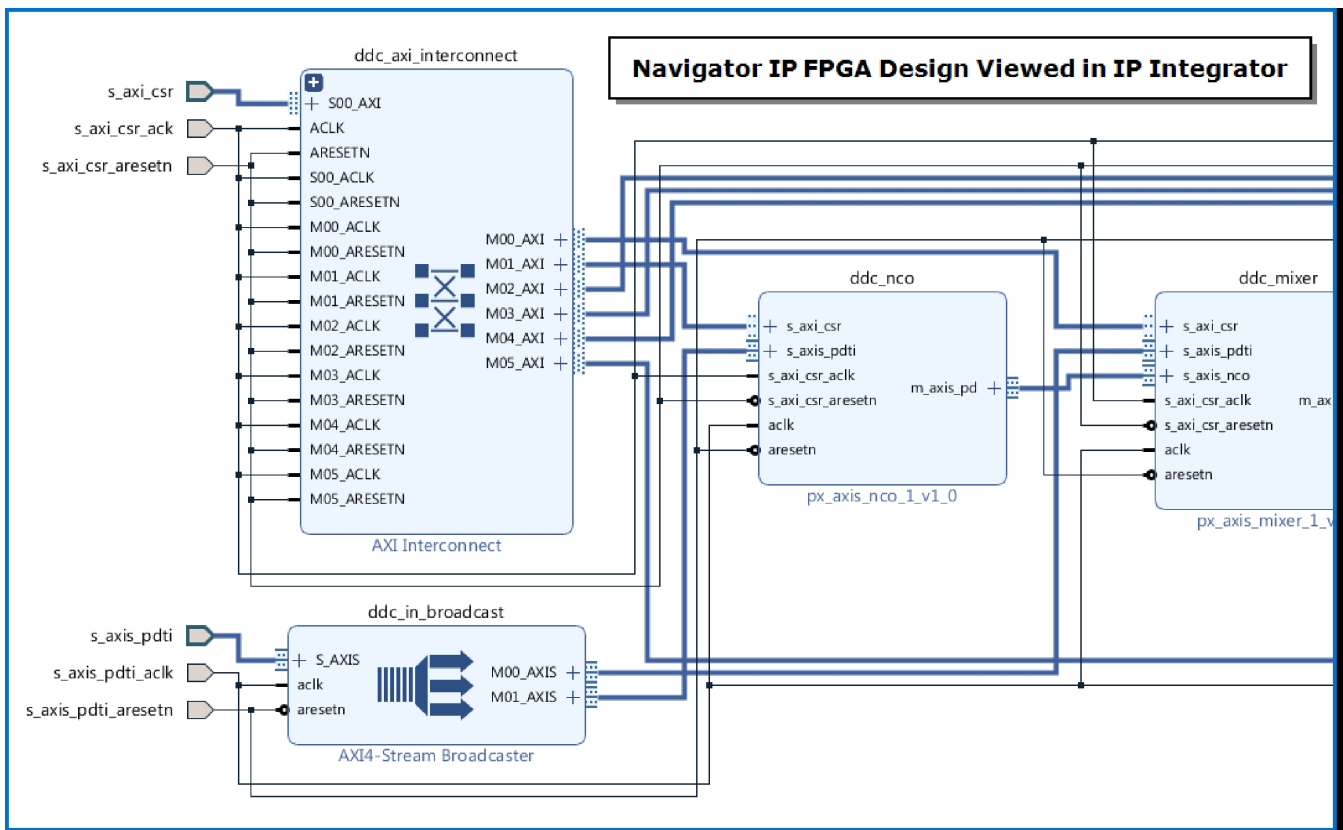 Navigator IP FPGA Design Viewed in IP Integrator
ddc_axi_interconnect
s_axi_csr
s_axi_csr_ack
s_axi_csr_aresetn
S00_AXI
ACLK
ARESETN
S00_ACLK
S00_ARESETN
M00_ACLK
M00_ARESETN
M01_ACLK
M01_ARESETN
M02_ACLK
M02_ARESETN
M03_ACLK
M03_ARESETN
M04_ACLK
M04_ARESETN
M05_ACLK
M05_ARESETN
M00_AXI
M01_AXI
M02_AXI
M03_AXI
M04_AXI
M05_AXI
AXI Interconnect
ddc_nco
s_axi_csr
s_axis_pdti
s_axi_csr_aclk
s_axi_csr_aresetn
aclk
aresetn
m_axis_pd
px_axis_nco_1_v1_0
ddc_mixer
s_axi_csr
s_axis_pdti
s_axis_nco
s_axi_csr_aclk
s_axi_csr_aresetn
aclk
aresetn
m_ax
px_axis_mixer_1_v
ddc_in_broadcast
s_axis_pdti
s_axis_pdti_aclk
s_axis_pdti_aresetn
S_AXIS
aclk
aresetn
M00_AXIS
M01_AXIS
AXI4-Stream Broadcaster